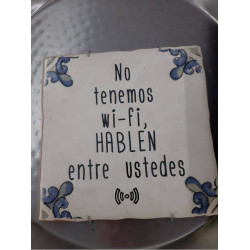 No
tenemos
wi-fi,
HABLEN
entre ustedes